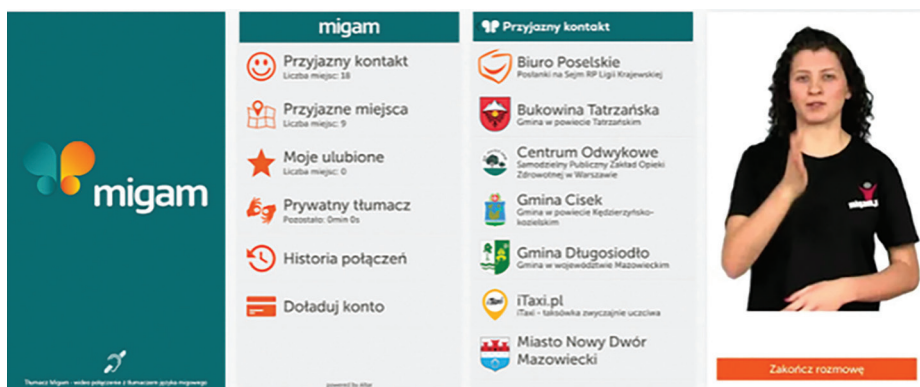 migam
Tłumacz Migam - wideo połączenie z tłumaczem języka migowego
migam
Przyjazny kontakt
Liczba miejsc: 18
Przyjazne miejsca
Liczba miejsc: 9
Moje ulubione
Liczba miejsc: 0
Prywatny tłumacz
Pozostało: 0min 0s
Historia połączeń
Doładuj konto
powered by Altar
Przyjazny kontakt
Biuro Poselskie
Posłanki na Sejm RP Ligii Krajewskiej
Bukowina Tatrzańska
Gmina w powiecie Tatrzańskim
Centrum Odwykowe
Samodzielny Publiczny Zakład Opieki
Zdrowotnej w Warszawie
Gmina Cisek
Gmina w powiecie Kędzierzyńsko-
kozielskim
Gmina Długosiodło
Gmina w województwie Mazowieckim
iTaxi
iTaxi.pl
iTaxi - taksówka zwyczajnie uczciwa
Miasto Nowy Dwór
Mazowiecki
Zakończ rozmowę